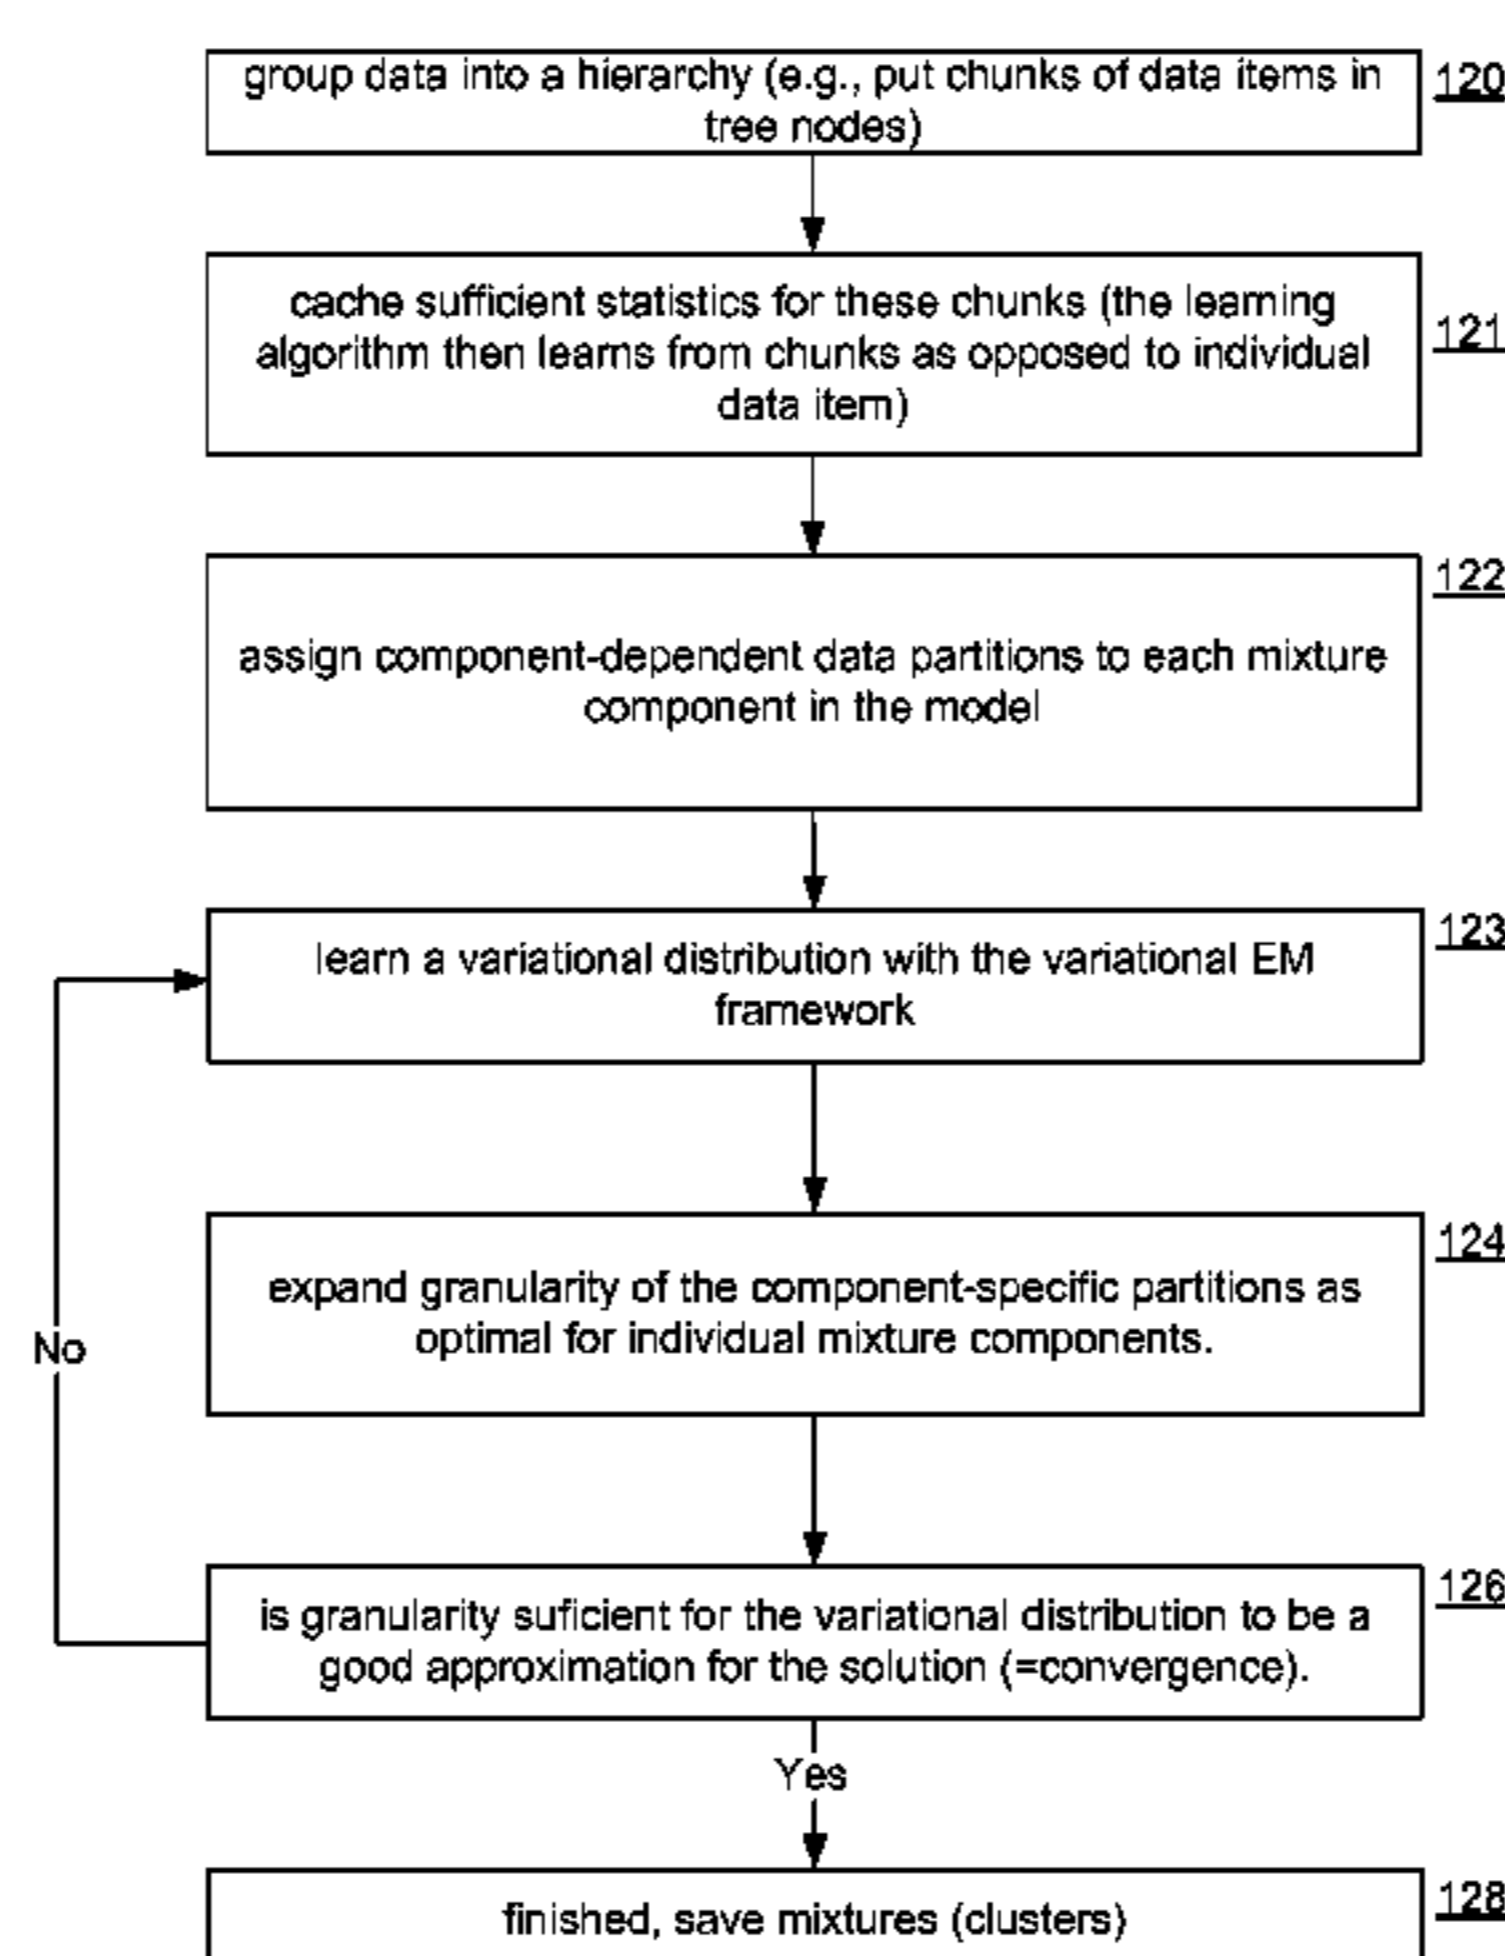 group data into a hierarchy (e.g., put chunks of data items in
tree nodes)
120
cache sufficient statistics for these chunks (the learning
algorithm then learns from chunks as opposed to individual
data item)
121
assign component-dependent data partitions to each mixture
component in the model
122
learn a variational distribution with the variational EM
framework
123
expand granularity of the component-specific partitions as
optimal for individual mixture components.
124
No
is granularity suficient for the variational distribution to be a
good approximation for the solution (=convergence).
126
Yes
finished, save mixtures (clusters)
128